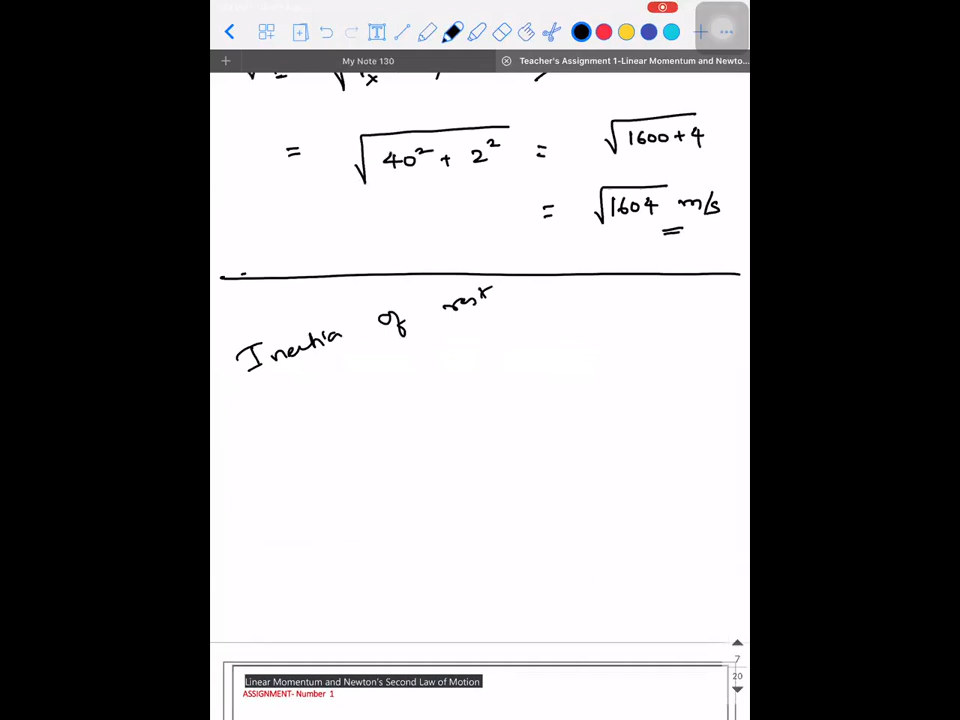 My Note 130
Teacher's Assignment 1-Linear Momentum and Newto...
= √(40² + 2²) = √(1600+4)
= √1604 m/s
Inertia of rest
7
20
Linear Momentum and Newton's Second Law of Motion
ASSIGNMENT- Number 1